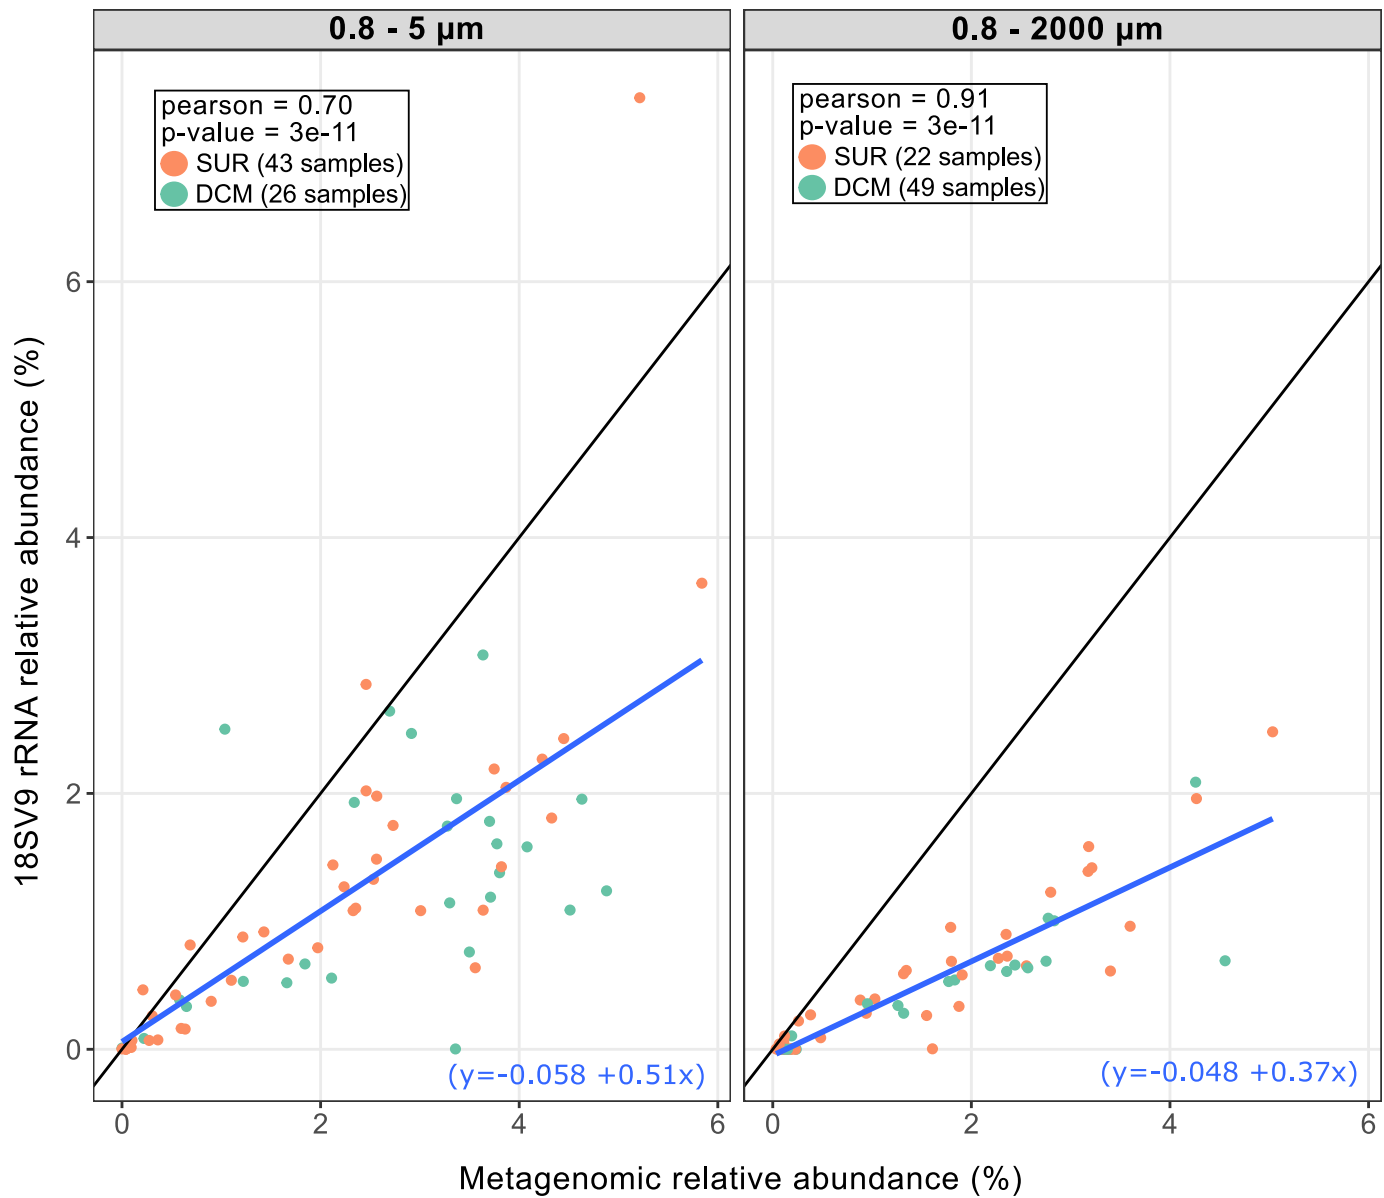 0.8 - 5 µm
pearson = 0.70
p-value = 3e-11
SUR (43 samples)
DCM (26 samples)
(y=-0.058 +0.51x)
0.8 - 2000 µm
pearson = 0.91
p-value = 3e-11
SUR (22 samples)
DCM (49 samples)
(y=-0.048 +0.37x)
18SV9 rRNA relative abundance (%)
6
4
2
0
0 2 4 6
0 2 4 6
Metagenomic relative abundance (%)